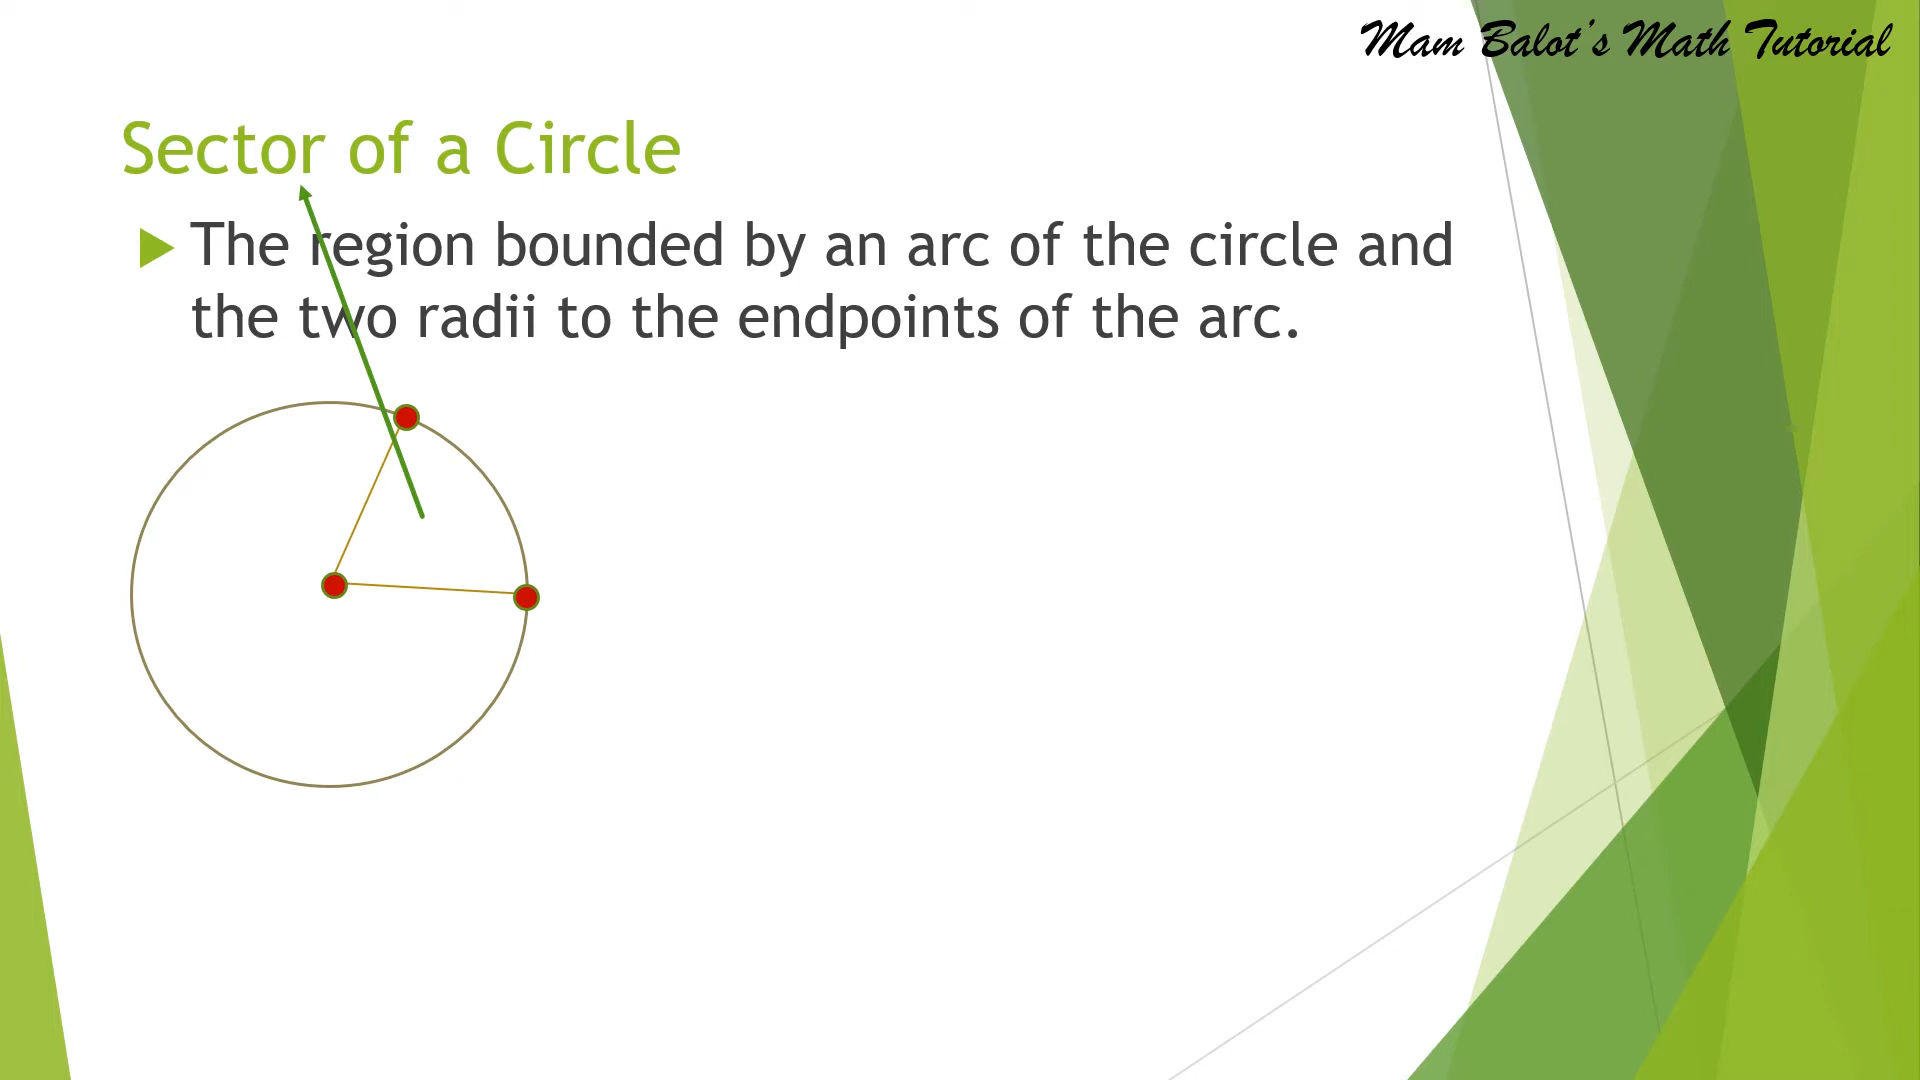 Mam Balot's Math Tutorial
Sector of a Circle
The region bounded by an arc of the circle and
the two radii to the endpoints of the arc.